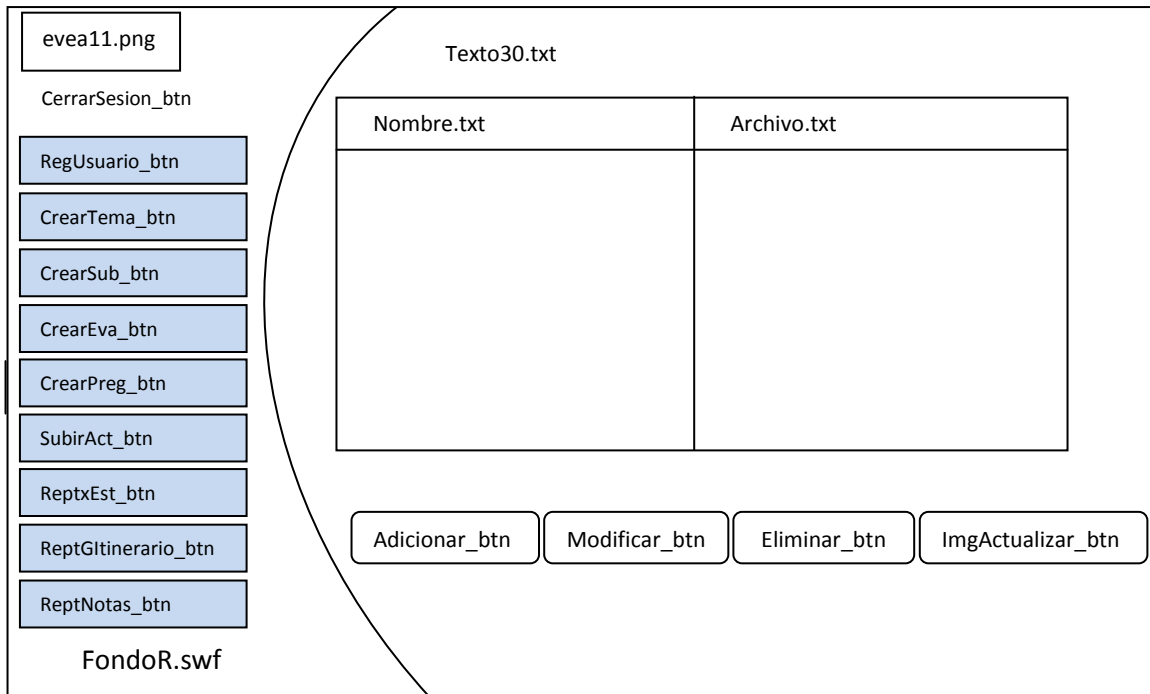 evea11.png
CerrarSesion_btn
RegUsuario_btn
CrearTema_btn
CrearSub_btn
CrearEva_btn
CrearPreg_btn
SubirAct_btn
ReptxEst_btn
ReptGItinerario_btn
ReptNotas_btn
FondoR.swf
Texto30.txt
Nombre.txt
Archivo.txt
Adicionar_btn
Modificar_btn
Eliminar_btn
ImgActualizar_btn